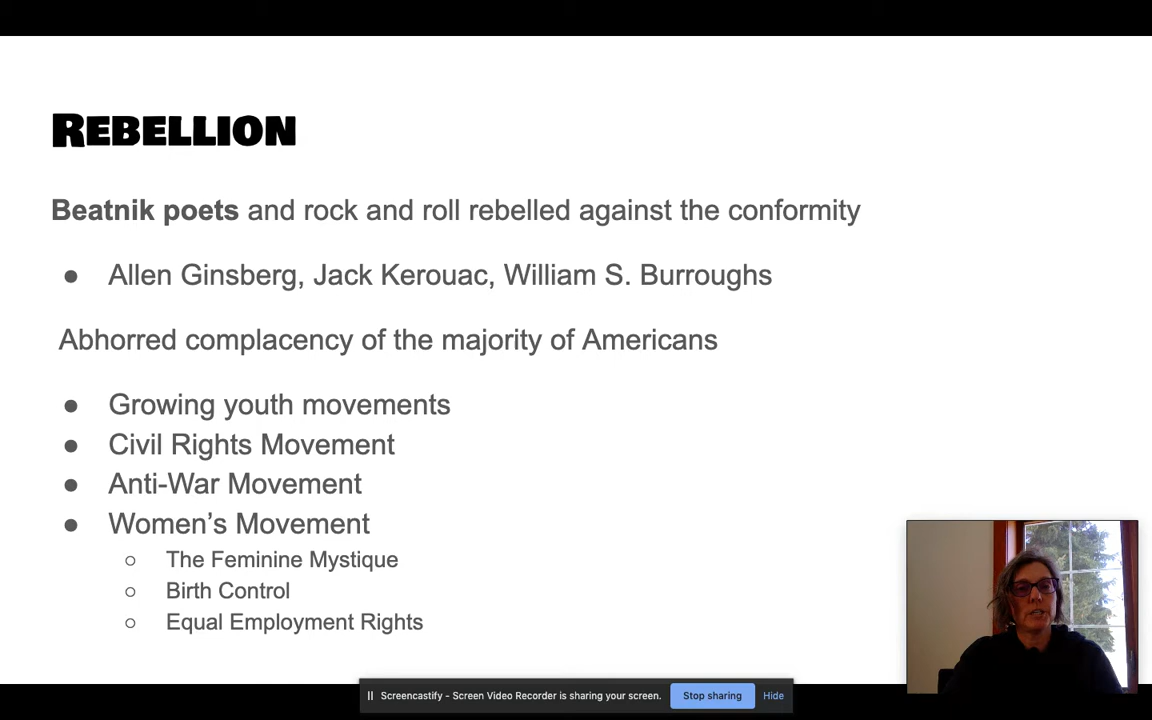 REBELLION
Beatnik poets and rock and roll rebelled against the conformity
● Allen Ginsberg, Jack Kerouac, William S. Burroughs
Abhorred complacency of the majority of Americans
● Growing youth movements
● Civil Rights Movement
● Anti-War Movement
● Women’s Movement
○ The Feminine Mystique
○ Birth Control
○ Equal Employment Rights
Screencastify - Screen Video Recorder is sharing your screen. Stop sharing Hide